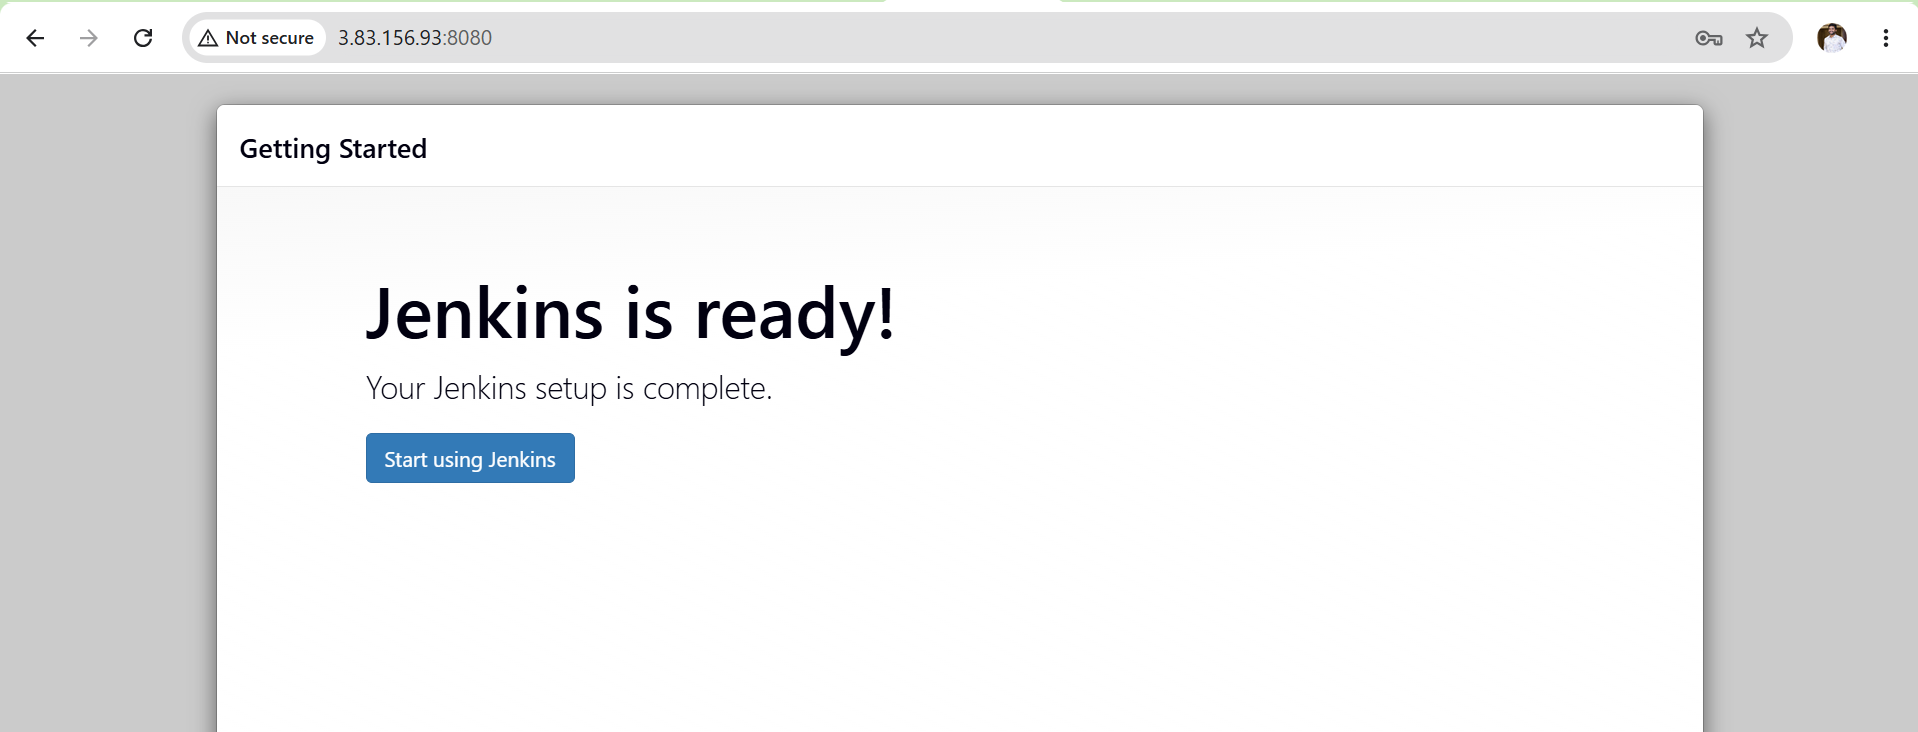 Not secure 3.83.156.93:8080
Getting Started
Jenkins is ready!
Your Jenkins setup is complete.
Start using Jenkins